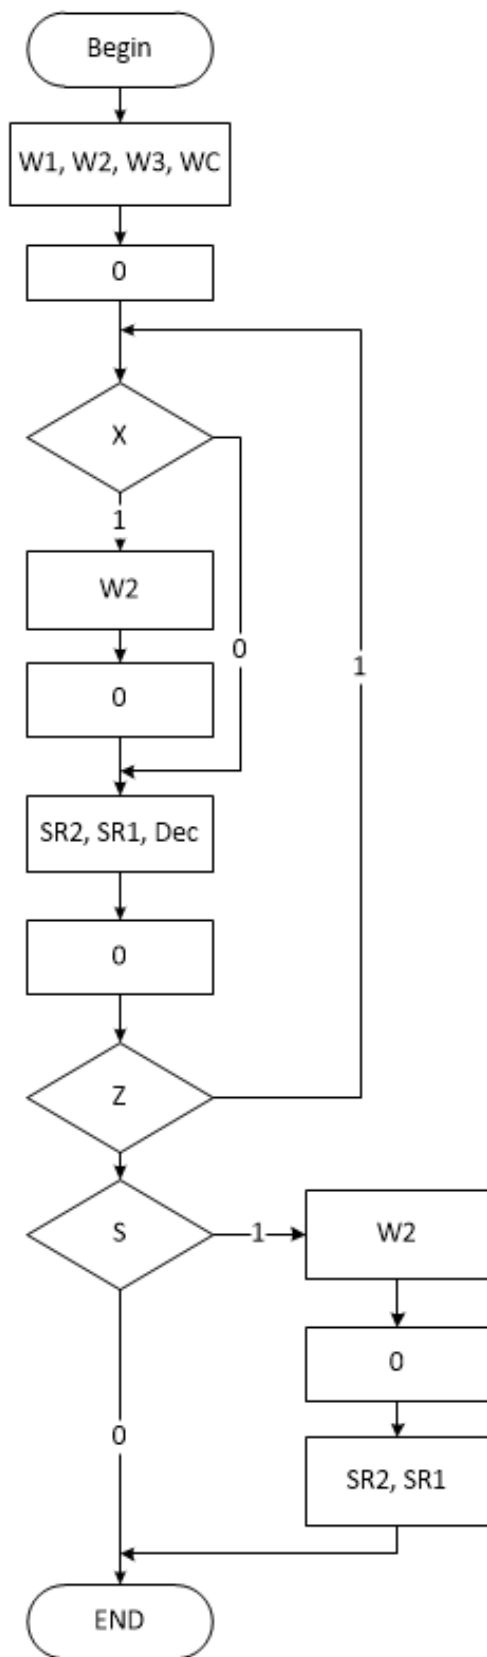 Begin
W1, W2, W3, WC
0
X
1
W2
0
1
0
SR2, SR1, Dec
0
Z
S
1
W2
0
0
SR2, SR1
END